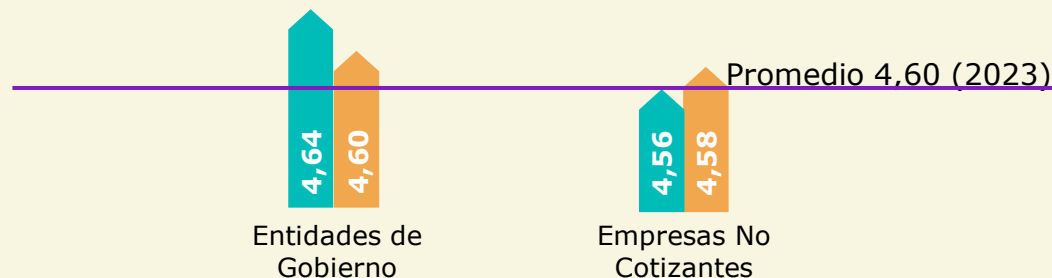 Promedio 4,60 (2023)
4,64
4,60
4,56
4,58
Entidades de
Gobierno
Empresas No
Cotizantes